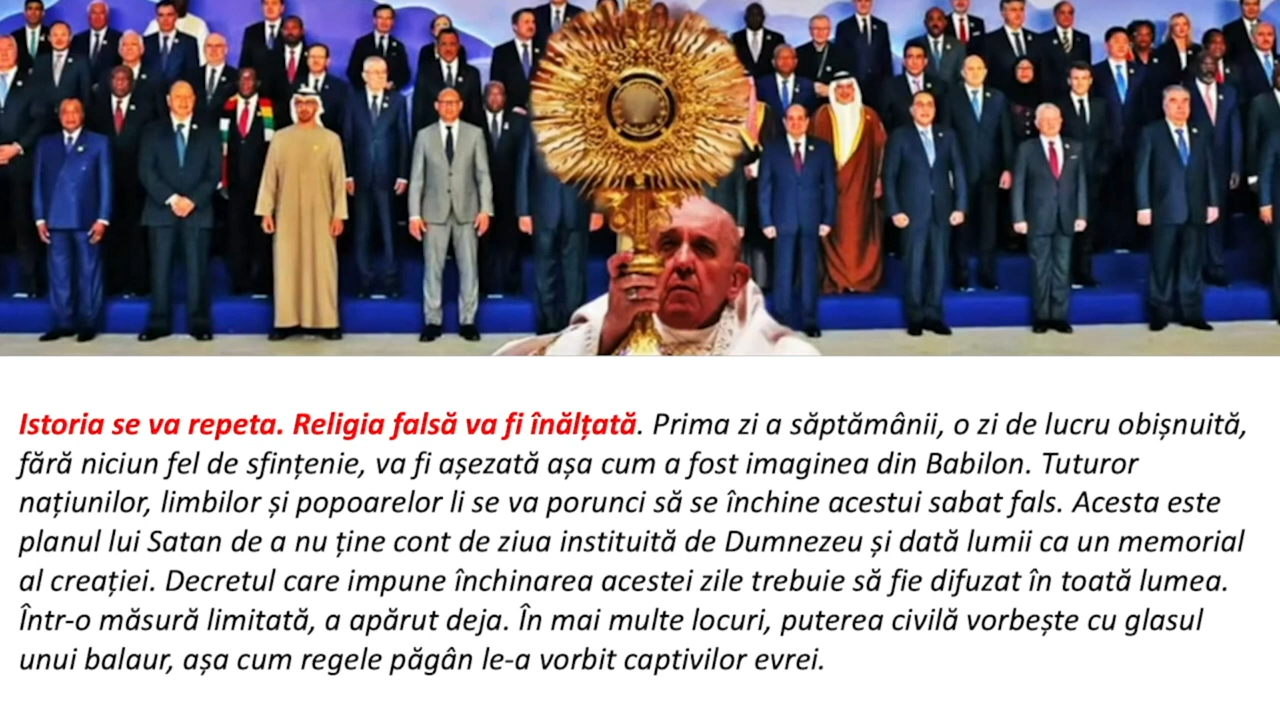 Istoria se va repeta. Religia falsă va fi înălțată. Prima zi a săptămânii, o zi de lucru obișnuită,
fără niciun fel de sfințenie, va fi așezată așa cum a fost imaginea din Babilon. Tuturor
națiunilor, limbilor și popoarelor li se va porunci să se închine acestui sabat fals. Acesta este
planul lui Satan de a nu ține cont de ziua instituită de Dumnezeu și dată lumii ca un memorial
al creației. Decretul care impune închinarea acestei zile trebuie să fie difuzat în toată lumea.
Într-o măsură limitată, a apărut deja. În mai multe locuri, puterea civilă vorbește cu glasul
unui balaur, așa cum regele păgân le-a vorbit captivilor evrei.